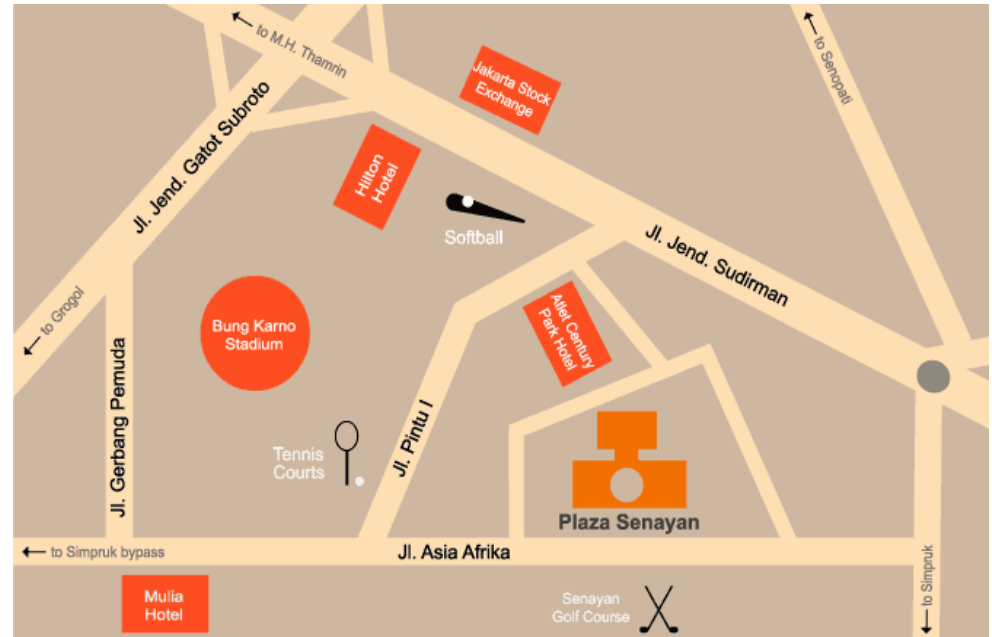 to M.H. Thamrin
to Senopati
Jakarta Stock
Exchange
Jl. Jend. Gatot Subroto
Hilton
Hotel
Softball
Jl. Jend. Sudirman
to Grogol
Bung Karno
Stadium
Atlet Century
Park Hotel
Jl. Gerbang Pemuda
Jl. Pintu I
Tennis
Courts
Plaza Senayan
to Simpruk bypass
Jl. Asia Afrika
to Simpruk
Mulia
Hotel
Senayan
Golf Course